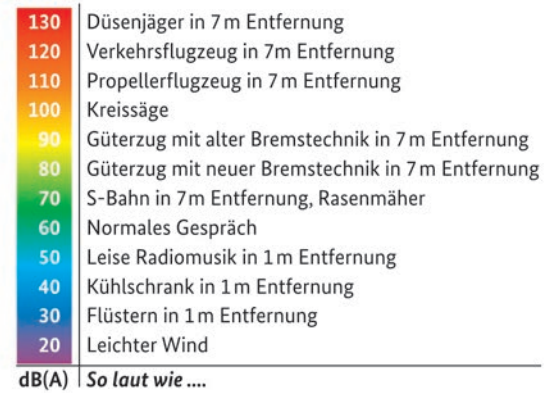 130 Düsenjäger in 7 m Entfernung
120 Verkehrsflugzeug in 7m Entfernung
110 Propellerflugzeug in 7 m Entfernung
100 Kreissäge
90 Güterzug mit alter Bremstechnik in 7 m Entfernung
80 Güterzug mit neuer Bremstechnik in 7 m Entfernung
70 S-Bahn in 7 m Entfernung, Rasenmäher
60 Normales Gespräch
50 Leise Radiomusik in 1 m Entfernung
40 Kühlschrank in 1 m Entfernung
30 Flüstern in 1 m Entfernung
20 Leichter Wind
dB(A) So laut wie ....